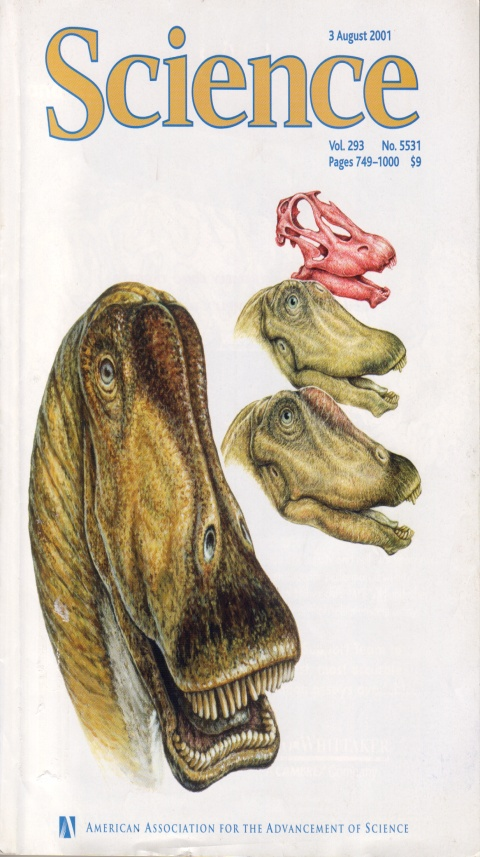 Science
3 August 2001
Vol. 293 No. 5531
Pages 749–1000 $9
AMERICAN ASSOCIATION FOR THE ADVANCEMENT OF SCIENCE